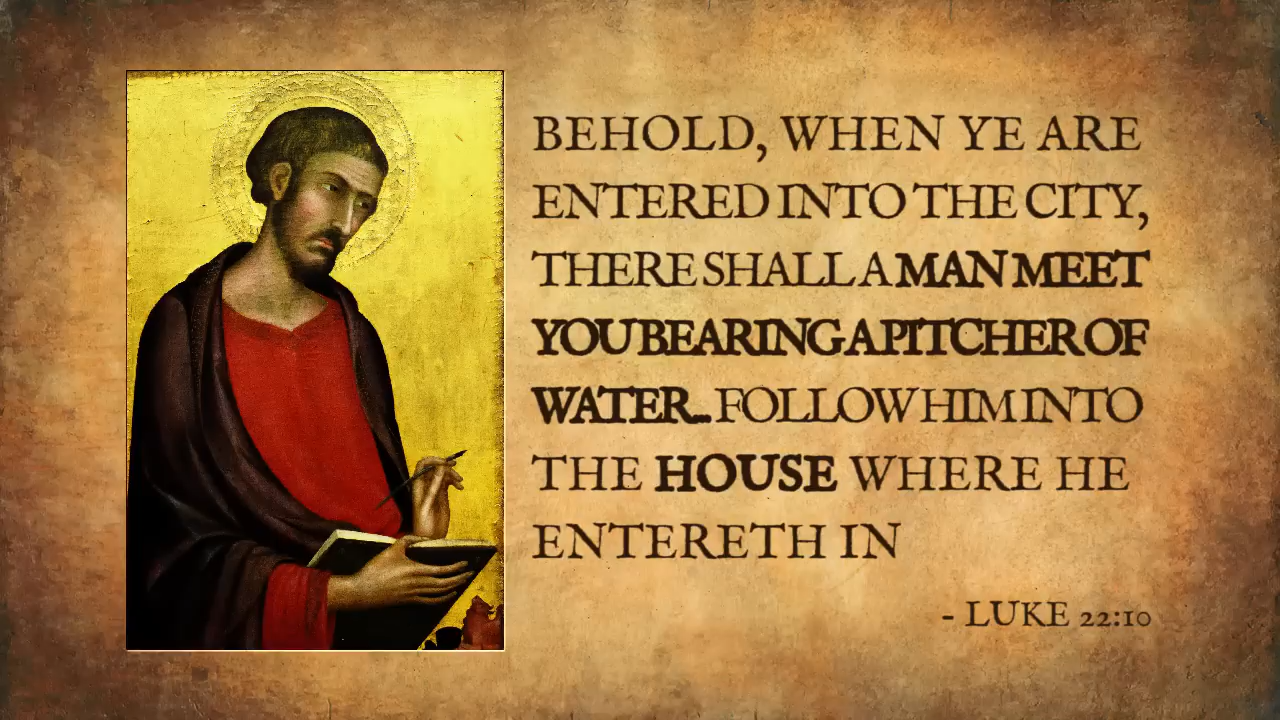 BEHOLD, WHEN YE ARE
ENTERED INTO THE CITY,
THERE SHALL A MAN MEET
YOU BEARING A PITCHER OF
WATER... FOLLOW HIM INTO
THE HOUSE WHERE HE
ENTERETH IN
- LUKE 22:10